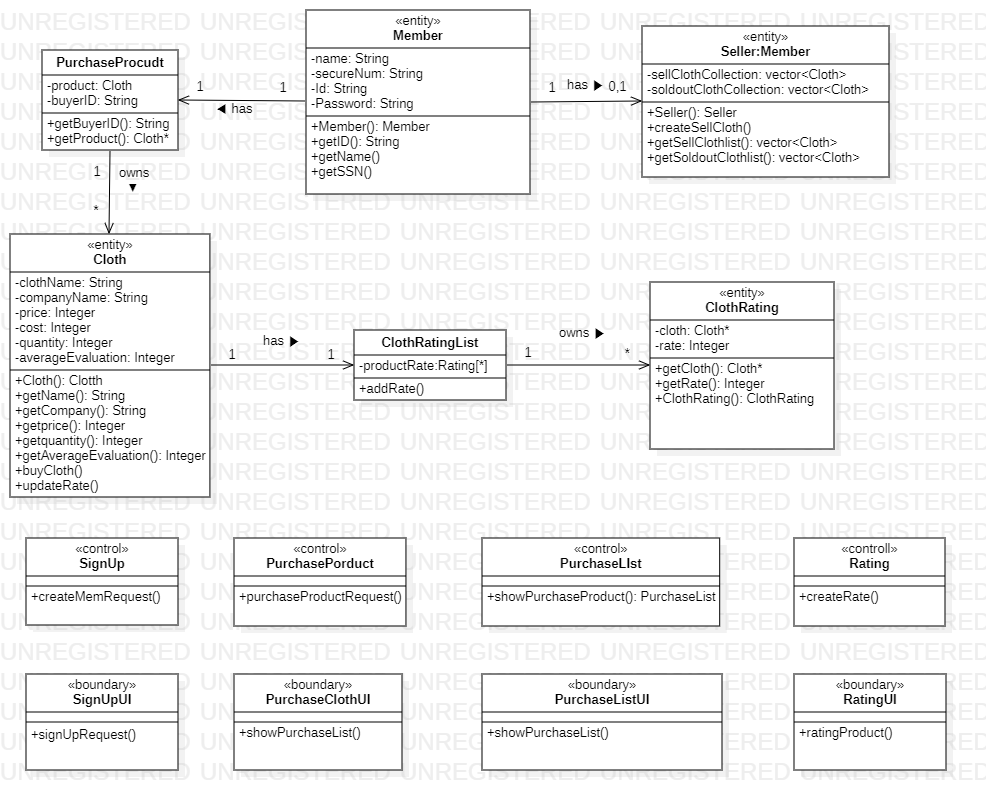 «entity»
Member
-name: String
-secureNum: String
-Id: String
-Password: String
+Member(): Member
+getID(): String
+getName()
+getSSN()
PurchaseProcudt
-product: Cloth
-buyerID: String
+getBuyerID(): String
+getProduct(): Cloth*
1
1
◀ has
1
has ▶
0,1
«entity»
Seller:Member
-sellClothCollection: vector<Cloth>
-soldoutClothCollection: vector<Cloth>
+Seller(): Seller
+createSellCloth()
+getSellClothlist(): vector<Cloth>
+getSoldoutClothlist(): vector<Cloth>
1
owns
▼
*
«entity»
Cloth
-clothName: String
-companyName: String
-price: Integer
-cost: Integer
-quantity: Integer
-averageEvaluation: Integer
+Cloth(): Clotth
+getName(): String
+getCompany(): String
+getprice(): Integer
+getquantity(): Integer
+getAverageEvaluation(): Integer
+buyCloth()
+updateRate()
has ▶
1
1
ClothRatingList
-productRate:Rating[*]
+addRate()
owns ▶
1
*
«entity»
ClothRating
-cloth: Cloth*
-rate: Integer
+getCloth(): Cloth*
+getRate(): Integer
+ClothRating(): ClothRating
«control»
SignUp
+createMemRequest()
«control»
PurchasePorduct
+purchaseProductRequest()
«control»
PurchaseLIst
+showPurchaseProduct(): PurchaseList
«controll»
Rating
+createRate()
«boundary»
SignUpUI
+signUpRequest()
«boundary»
PurchaseClothUI
+showPurchaseList()
«boundary»
PurchaseListUI
+showPurchaseList()
«boundary»
RatingUI
+ratingProduct()
UNREGISTERED